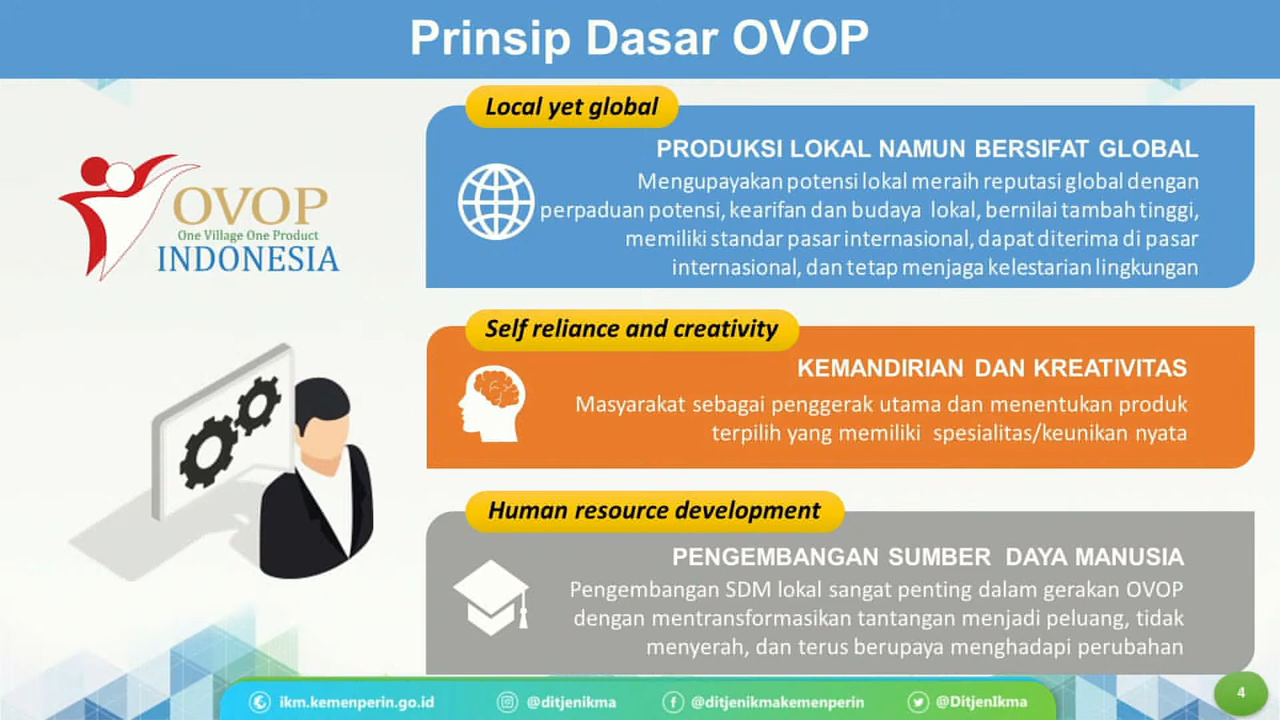 Prinsip Dasar OVOP
OVOP
One Village One Product
INDONESIA
Local yet global
PRODUKSI LOKAL NAMUN BERSIFAT GLOBAL
Mengupayakan potensi lokal meraih reputasi global dengan
perpaduan potensi, kearifan dan budaya lokal, bernilai tambah tinggi,
memiliki standar pasar internasional, dapat diterima di pasar
internasional, dan tetap menjaga kelestarian lingkungan
Self reliance and creativity
KEMANDIRIAN DAN KREATIVITAS
Masyarakat sebagai penggerak utama dan menentukan produk
terpilih yang memiliki spesialitas/keunikan nyata
Human resource development
PENGEMBANGAN SUMBER DAYA MANUSIA
Pengembangan SDM lokal sangat penting dalam gerakan OVOP
dengan mentransformasikan tantangan menjadi peluang, tidak
menyerah, dan terus berupaya menghadapi perubahan
ikm.kemenperin.go.id @ditjenikma @ditjenikmakemenperin @DitjenIkma
4